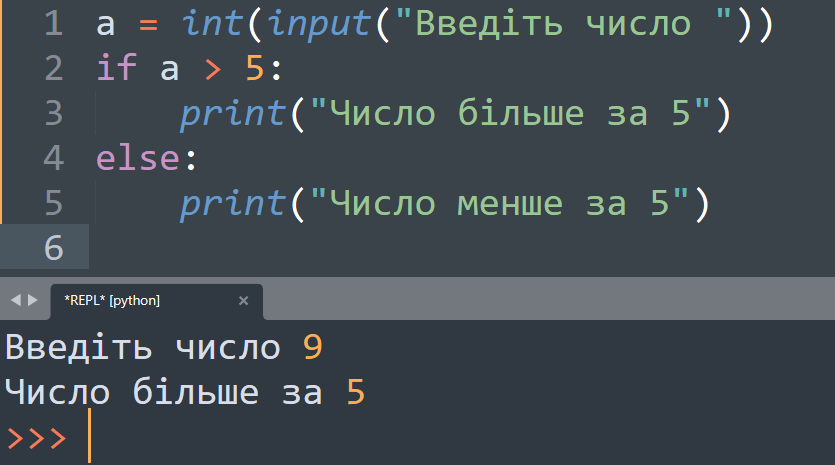 1 a = int(input("Введіть число "))
2 if a > 5:
3     print("Число більше за 5")
4 else:
5     print("Число менше за 5")
6
*REPL* [python] ×
Введіть число 9
Число більше за 5
>>>